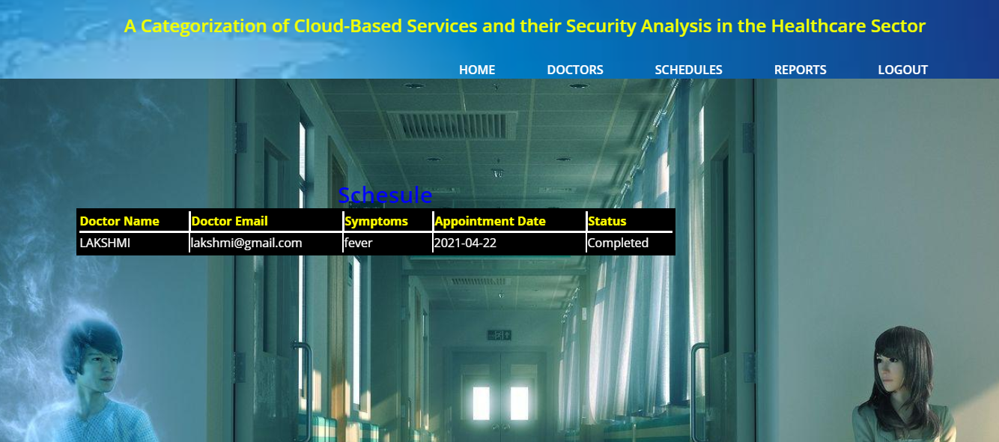 A Categorization of Cloud-Based Services and their Security Analysis in the Healthcare Sector
HOME DOCTORS SCHEDULES REPORTS LOGOUT
Schesule
Doctor Name Doctor Email Symptoms Appointment Date Status
LAKSHMI lakshmi@gmail.com fever 2021-04-22 Completed